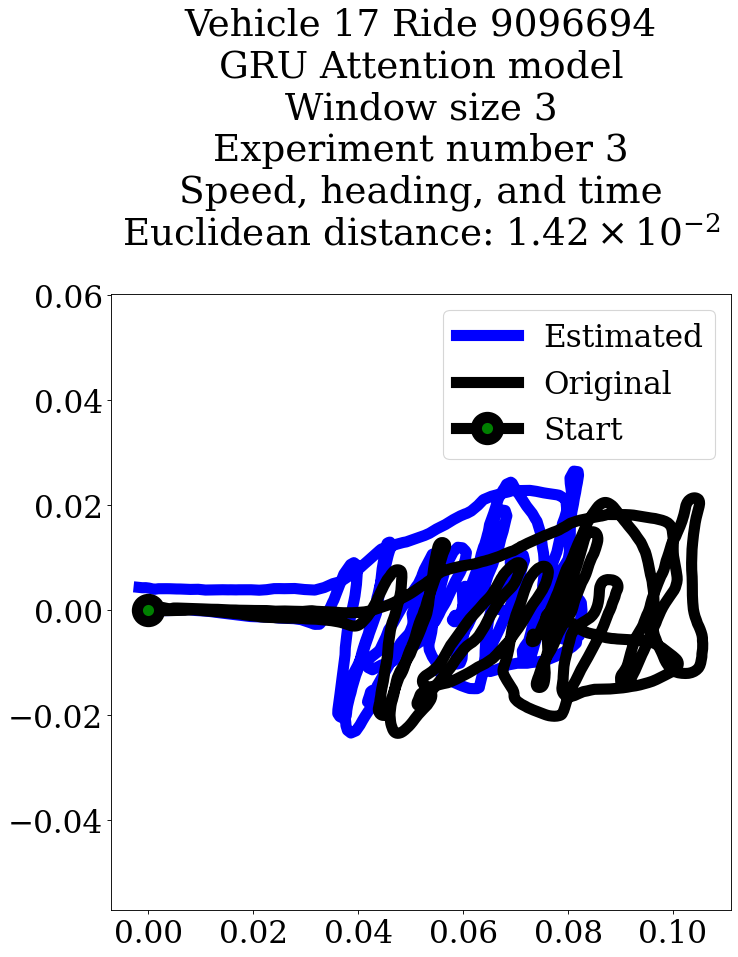 Vehicle 17 Ride 9096694
GRU Attention model
Window size 3
Experiment number 3
Speed, heading, and time
Euclidean distance: 1.42 × 10⁻²
0.06
0.04
0.02
0.00
−0.02
−0.04
Estimated
Original
Start
0.00 0.02 0.04 0.06 0.08 0.10